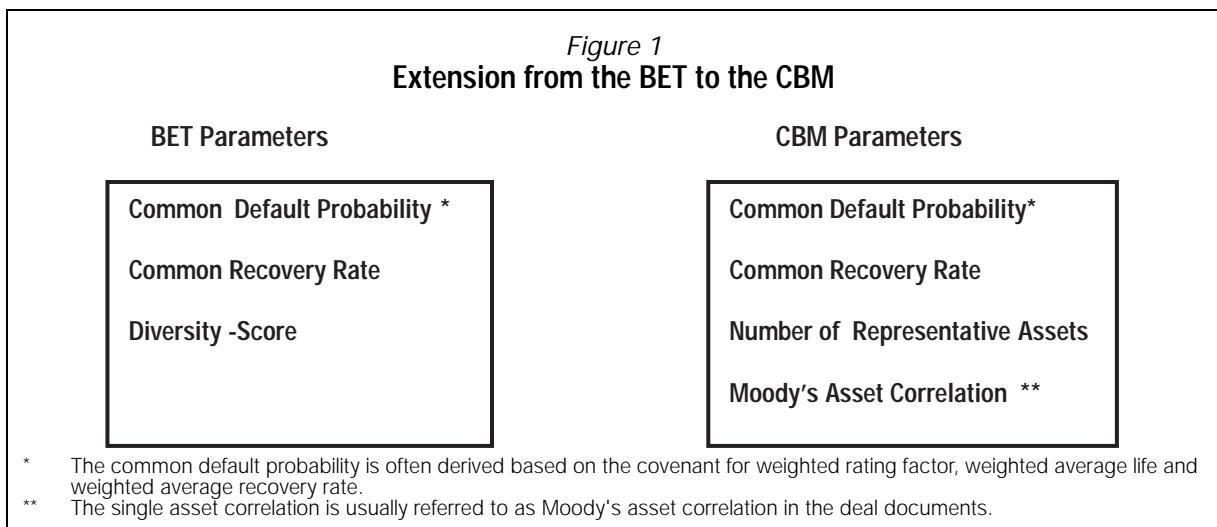 Figure 1
Extension from the BET to the CBM
BET Parameters
Common Default Probability *
Common Recovery Rate
Diversity -Score
CBM Parameters
Common Default Probability*
Common Recovery Rate
Number of Representative Assets
Moody’s Asset Correlation **
* The common default probability is often derived based on the covenant for weighted rating factor, weighted average life and
weighted average recovery rate.
** The single asset correlation is usually referred to as Moody's asset correlation in the deal documents.